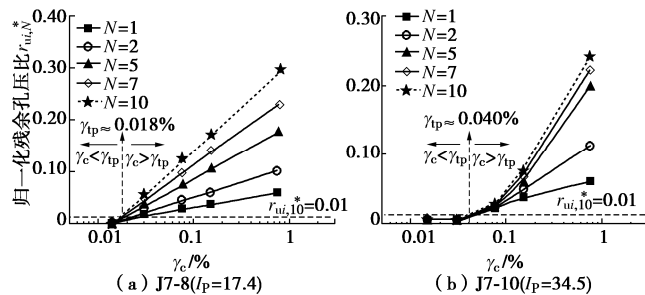 归一化残余孔压比r*ui,N
0.40
0.30
0.20
0.10
0
(a)
N=1
N=2
N=5
N=7
N=10
γtp≈0.018%
γc<γtp
γc>γtp
r*ui,10=0.01
0.01
0.1
1
γc/%
(a) J7-8(IP=17.4)
0.30
0.20
0.10
0
(b)
N=1
N=2
N=5
N=7
N=10
γtp≈0.040%
γc<γtp
γc>γtp
r*ui,10=0.01
0.01
0.1
1
γc/%
(b) J7-10(IP=34.5)